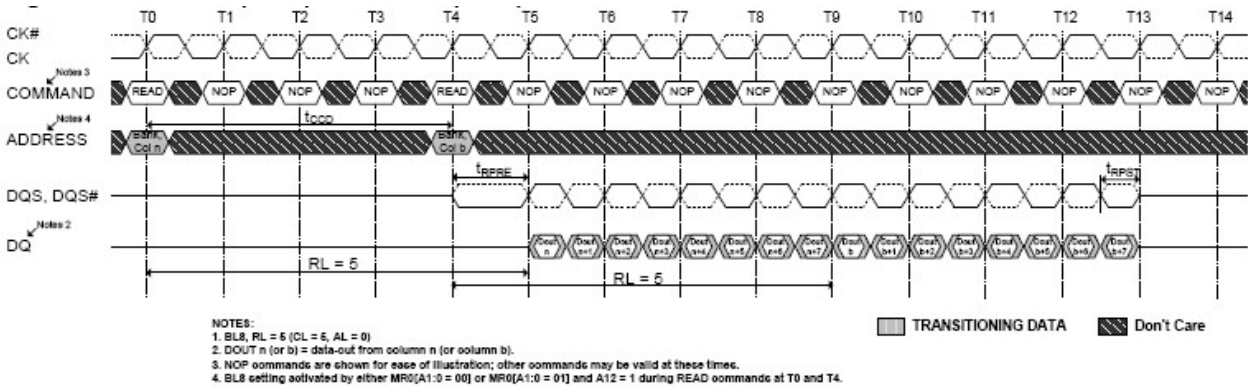 T0 T1 T2 T3 T4 T5 T6 T7 T8 T9 T10 T11 T12 T13 T14
CK#
CK
Notes 3
COMMAND READ NOP NOP NOP READ NOP NOP NOP NOP NOP NOP NOP NOP NOP NOP
tCCD
Notes 4
ADDRESS Bank, Col n Bank, Col b
tRPRE tRPST
DQS, DQS#
Notes 2
DQ Dout n Dout n+1 Dout n+2 Dout n+3 Dout n+4 Dout n+5 Dout n+6 Dout n+7 Dout b Dout b+1 Dout b+2 Dout b+3 Dout b+4 Dout b+5 Dout b+6 Dout b+7
RL = 5
RL = 5
TRANSITIONING DATA Don't Care
NOTES:
1. BL8, RL = 5 (CL = 5, AL = 0)
2. DOUT n (or b) = data-out from column n (or column b).
3. NOP commands are shown for ease of illustration; other commands may be valid at these times.
4. BL8 setting activated by either MR0[A1:0 = 00] or MR0[A1:0 = 01] and A12 = 1 during READ commands at T0 and T4.